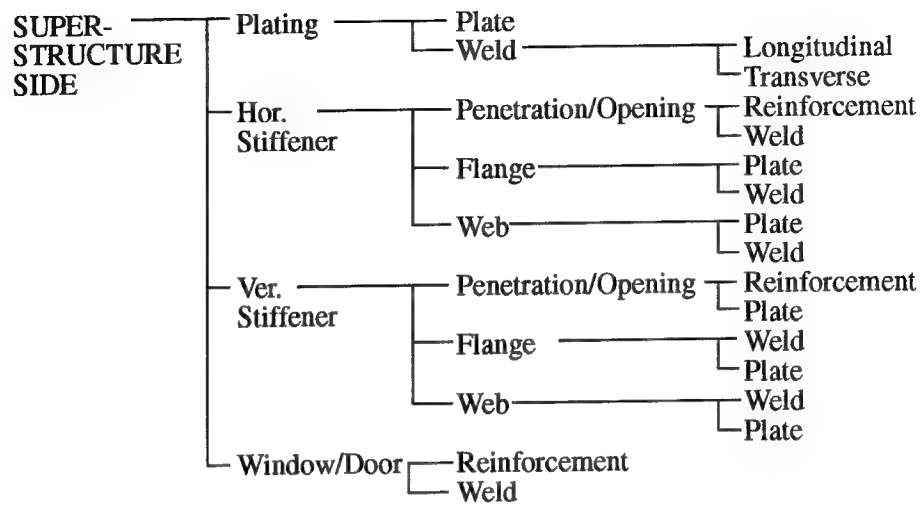 SUPER-
STRUCTURE
SIDE
Plating
Plate
Weld
Longitudinal
Transverse
Hor.
Stiffener
Penetration/Opening
Reinforcement
Weld
Flange
Plate
Weld
Web
Plate
Weld
Ver.
Stiffener
Penetration/Opening
Reinforcement
Plate
Flange
Weld
Plate
Web
Weld
Plate
Window/Door
Reinforcement
Weld